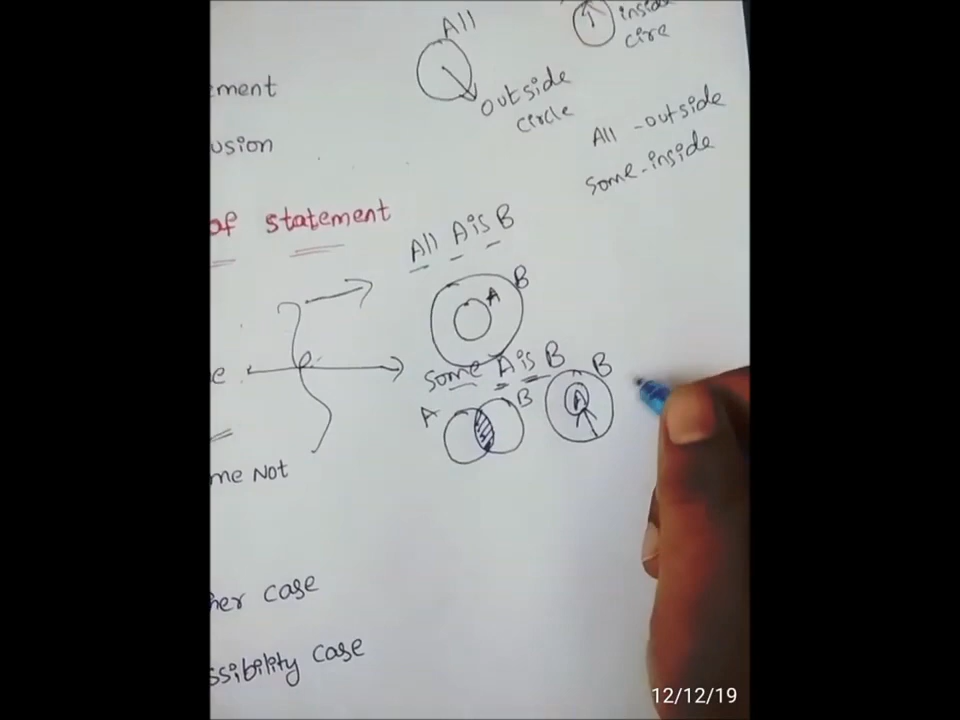 All
inside
circle
outside
circle
ement
usion
All - outside
some - inside
of statement
All A is B
B
A
e
some A is B
B
A
B
A
me Not
her case
ssibility case
12/12/19